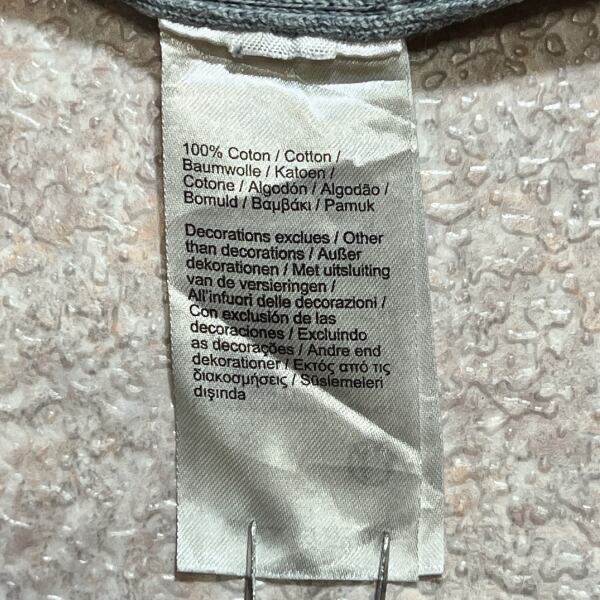 100% Coton / Cotton /
Baumwolle / Katoen /
Cotone / Algodón / Algodão /
Bomuld / Βαμβάκι / Pamuk
Decorations exclues / Other
than decorations / Außer
dekorationen / Met uitsluiting
van de versieringen /
All'infuori delle decorazioni /
Con exclusión de las
decoraciones / Excluindo
as decorações / Andre end
dekorationer / Εκτός από τις
διακοσμήσεις / Süslemeleri
dışında